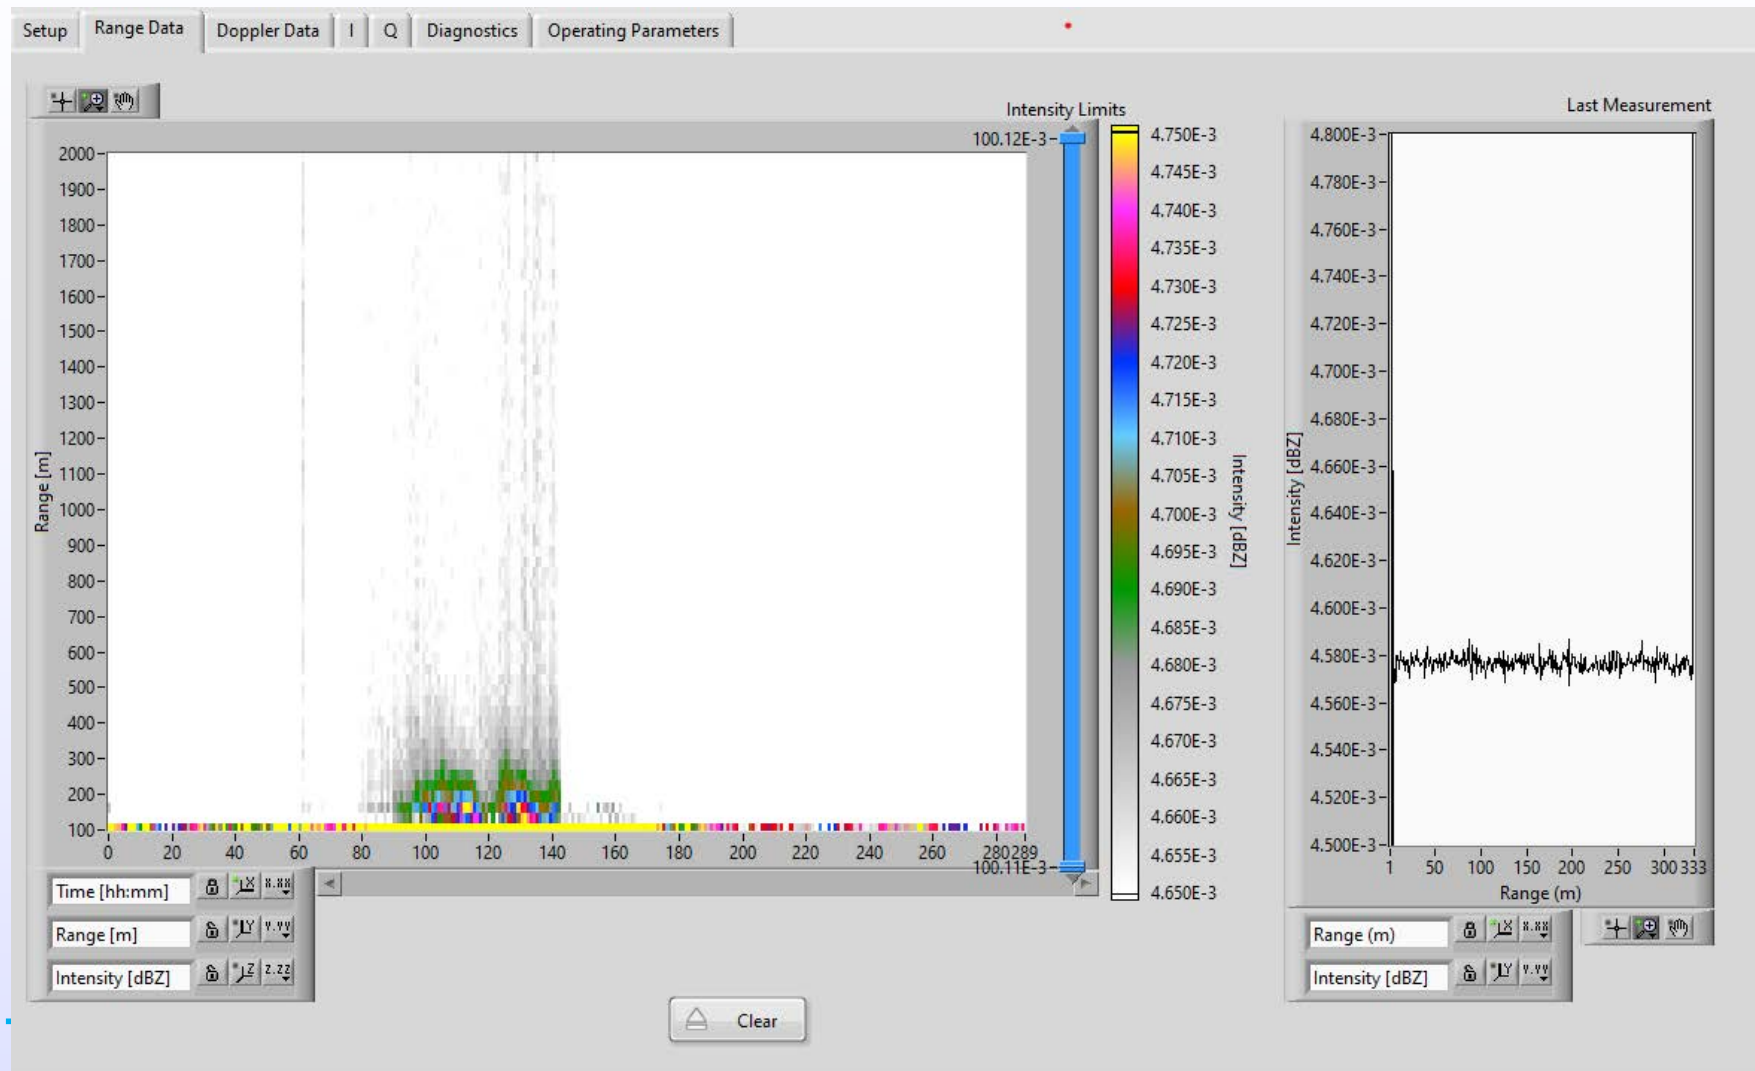 Setup Range Data Doppler Data I Q Diagnostics Operating Parameters
Intensity Limits
100.12E-3
100.11E-3
Range [m]
2000
1900
1800
1700
1600
1500
1400
1300
1200
1100
1000
900
800
700
600
500
400
300
200
100
0 20 40 60 80 100 120 140 160 180 200 220 240 260 280 289
4.750E-3
4.745E-3
4.740E-3
4.735E-3
4.730E-3
4.725E-3
4.720E-3
4.715E-3
4.710E-3
4.705E-3
4.700E-3
4.695E-3
4.690E-3
4.685E-3
4.680E-3
4.675E-3
4.670E-3
4.665E-3
4.660E-3
4.655E-3
4.650E-3
Intensity [dBZ]
Time [hh:mm] X X.XX
Range [m] Y Y.YY
Intensity [dBZ] Z Z.ZZ
Clear
Last Measurement
Intensity [dBZ]
4.800E-3
4.780E-3
4.760E-3
4.740E-3
4.720E-3
4.700E-3
4.680E-3
4.660E-3
4.640E-3
4.620E-3
4.600E-3
4.580E-3
4.560E-3
4.540E-3
4.520E-3
4.500E-3
1 50 100 150 200 250 300 333
Range (m)
Range (m) X X.XX
Intensity [dBZ] Y Y.YY